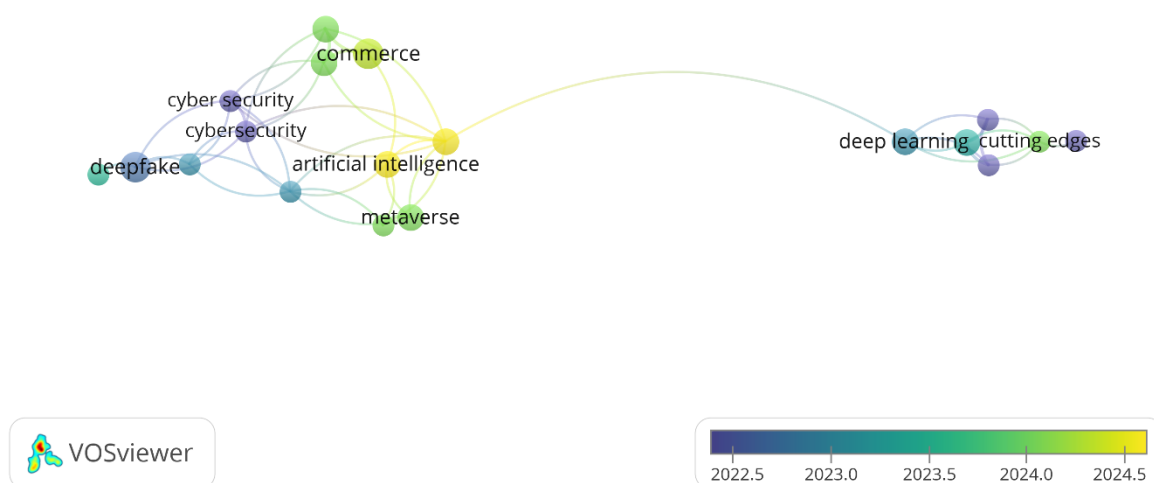 commerce
cyber security
cybersecurity
deep learning
cutting edges
deepfake
artificial intelligence
metaverse
VOSviewer
2022.5
2023.0
2023.5
2024.0
2024.5